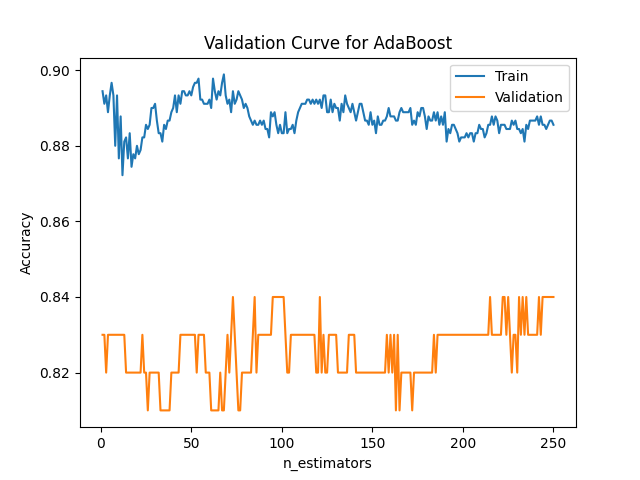 Validation Curve for AdaBoost
Train
Validation
0.90
0.88
0.86
0.84
0.82
Accuracy
0
50
100
150
200
250
n_estimators